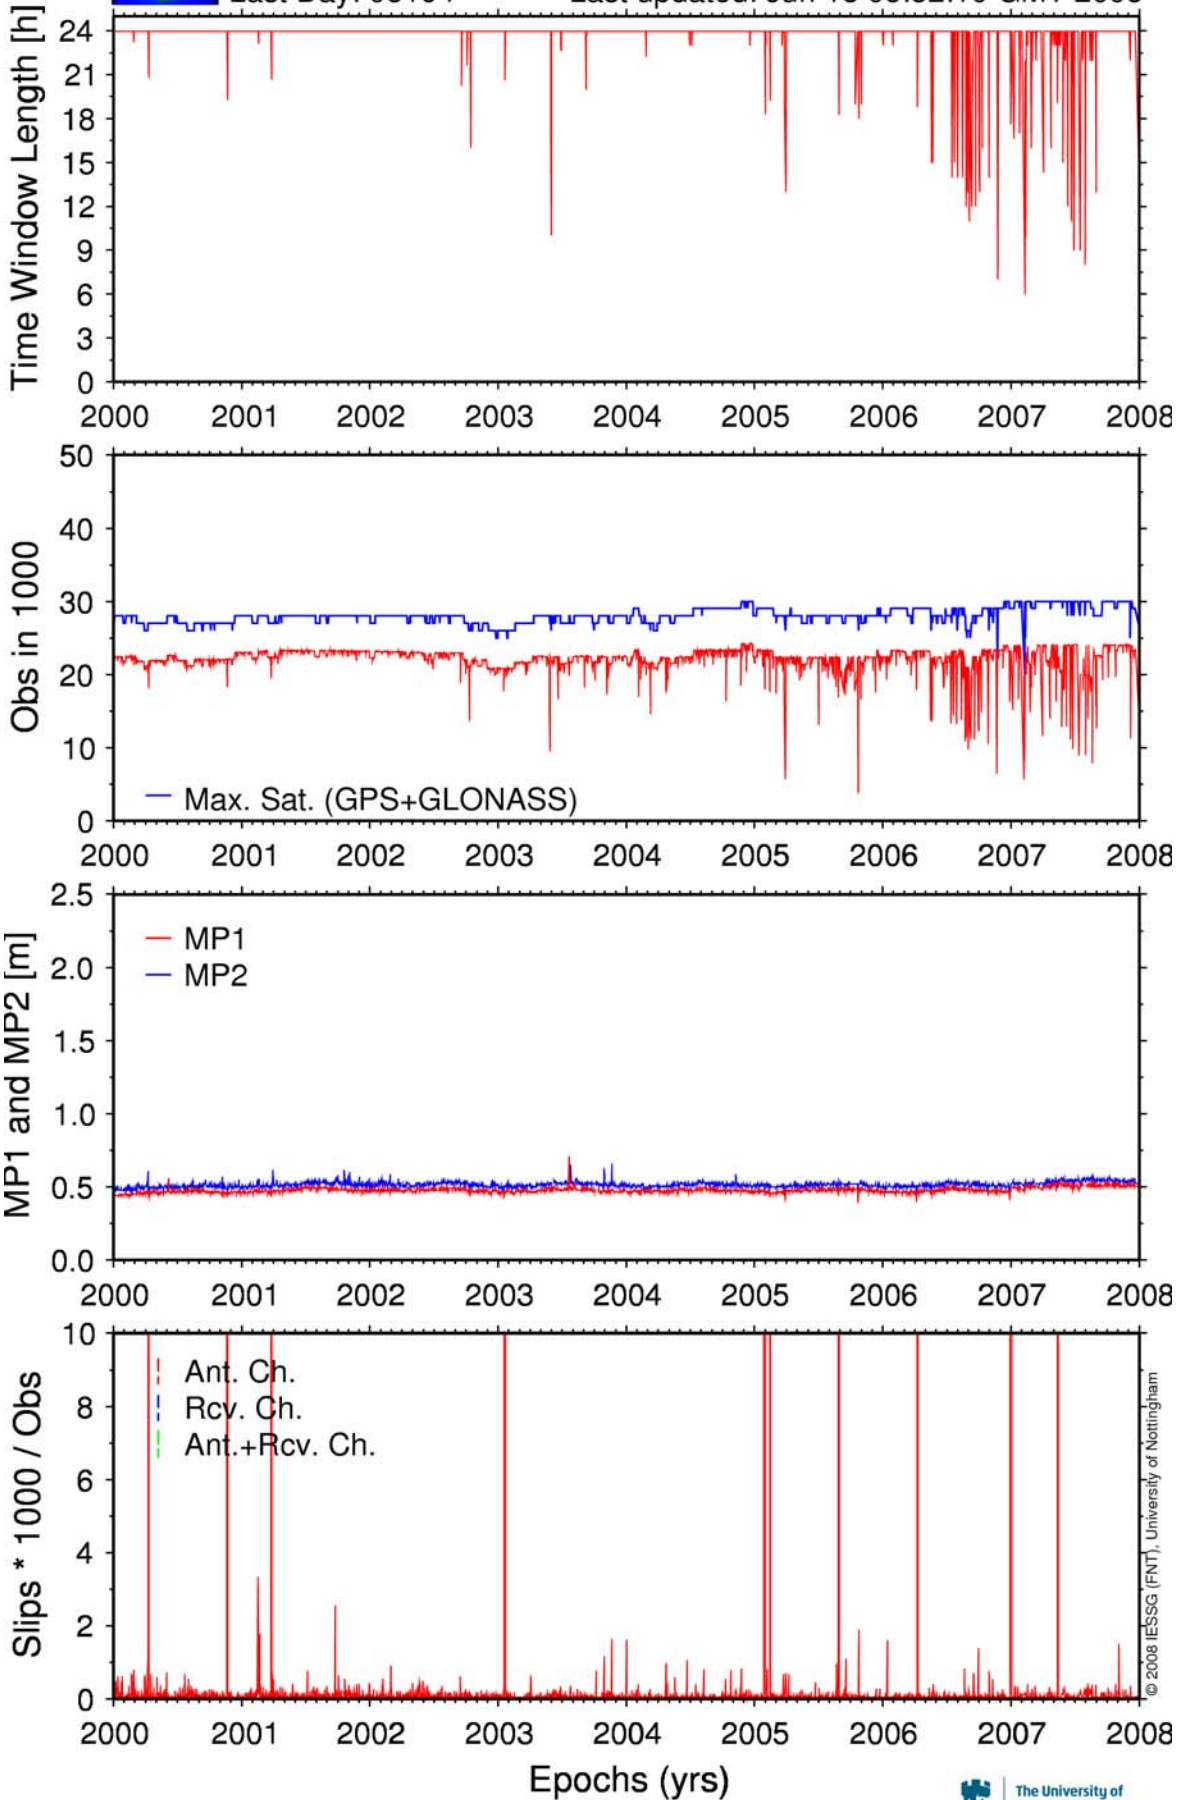 Time Window Length [h]
24
21
18
15
12
9
6
3
0
2000 2001 2002 2003 2004 2005 2006 2007 2008
Obs in 1000
50
40
30
20
10
0
Max. Sat. (GPS+GLONASS)
2000 2001 2002 2003 2004 2005 2006 2007 2008
MP1 and MP2 [m]
2.5
2.0
1.5
1.0
0.5
0.0
MP1
MP2
2000 2001 2002 2003 2004 2005 2006 2007 2008
Slips * 1000 / Obs
10
8
6
4
2
0
Ant. Ch.
Rcv. Ch.
Ant.+Rcv. Ch.
© 2008 IESSG (FNT), University of Nottingham
2000 2001 2002 2003 2004 2005 2006 2007 2008
Epochs (yrs)
The University of